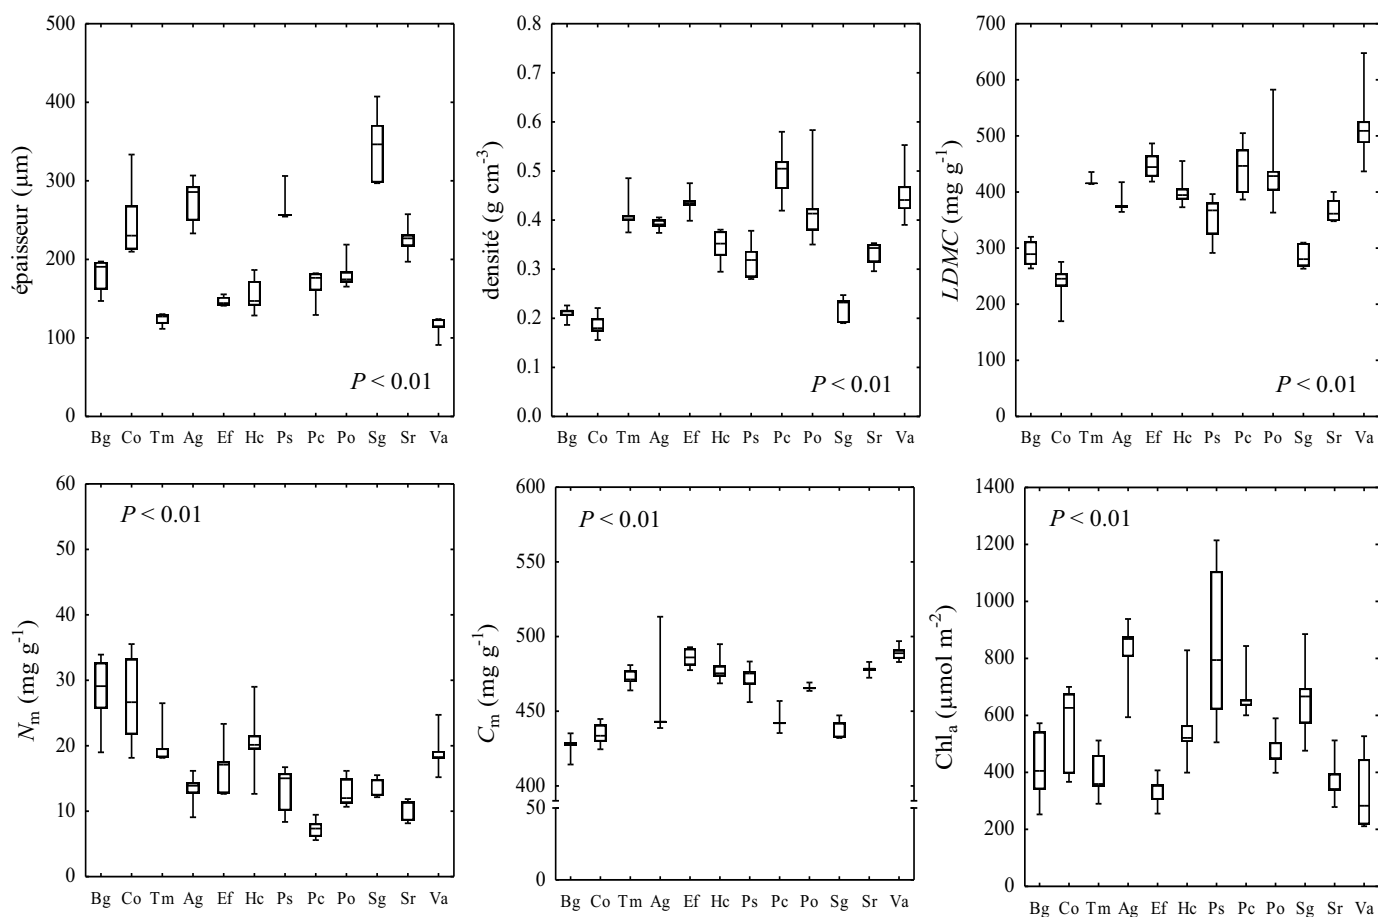 500
400
300
200
100
0
épaisseur (µm)
P < 0.01
Bg Co Tm Ag Ef Hc Ps Pc Po Sg Sr Va
0.8
0.7
0.6
0.5
0.4
0.3
0.2
0.1
0.0
densité (g cm-3)
P < 0.01
Bg Co Tm Ag Ef Hc Ps Pc Po Sg Sr Va
700
600
500
400
300
200
100
0
LDMC (mg g-1)
P < 0.01
Bg Co Tm Ag Ef Hc Ps Pc Po Sg Sr Va
60
50
40
30
20
10
0
Nm (mg g-1)
P < 0.01
Bg Co Tm Ag Ef Hc Ps Pc Po Sg Sr Va
600
550
500
450
400
50
0
Cm (mg g-1)
P < 0.01
Bg Co Tm Ag Ef Hc Ps Pc Po Sg Sr Va
1400
1200
1000
800
600
400
200
0
Chla (µmol m-2)
P < 0.01
Bg Co Tm Ag Ef Hc Ps Pc Po Sg Sr Va